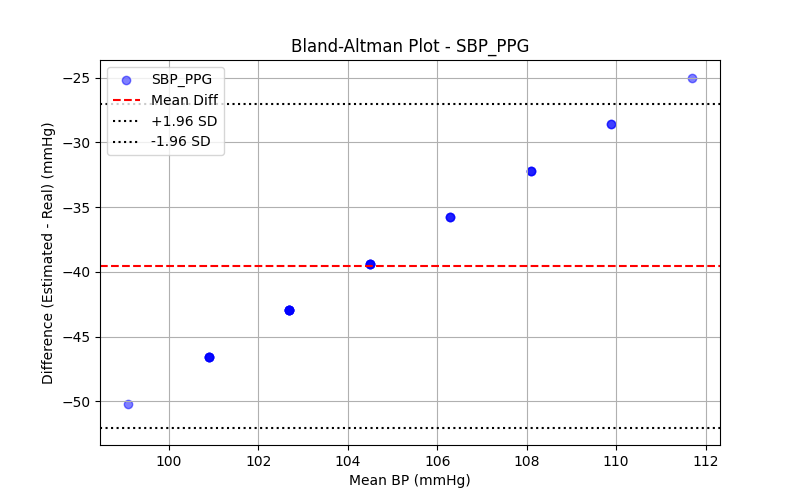 Bland-Altman Plot - SBP_PPG
SBP_PPG
Mean Diff
+1.96 SD
-1.96 SD
Difference (Estimated - Real) (mmHg)
−25
−30
−35
−40
−45
−50
100 102 104 106 108 110 112
Mean BP (mmHg)